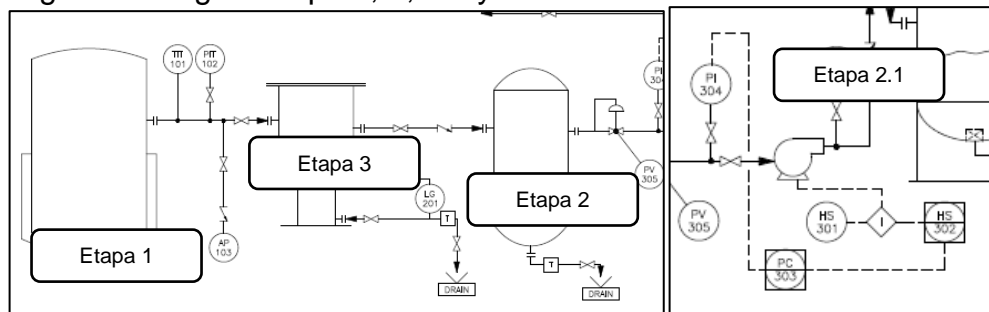 TIT
101
PIT
102
Etapa 3
LG
201
T
DRAIN
AP
103
Etapa 1
Etapa 2
T
DRAIN
PV
305
PI
304
Etapa 2.1
PV
305
HS
301
I
HS
302
PC
303